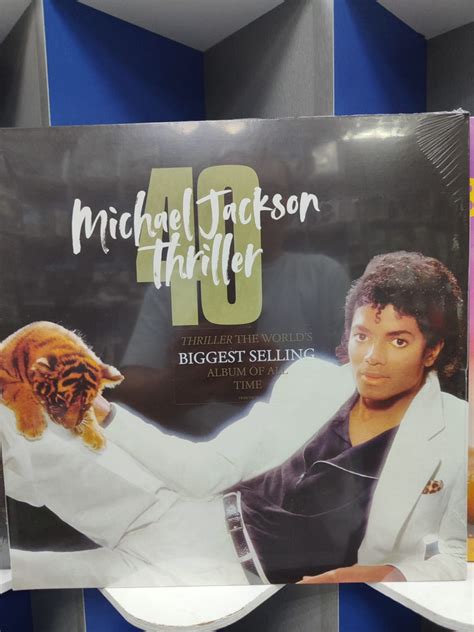 40
Michael Jackson
Thriller
THRILLER THE WORLD'S
BIGGEST SELLING
ALBUM OF ALL
TIME